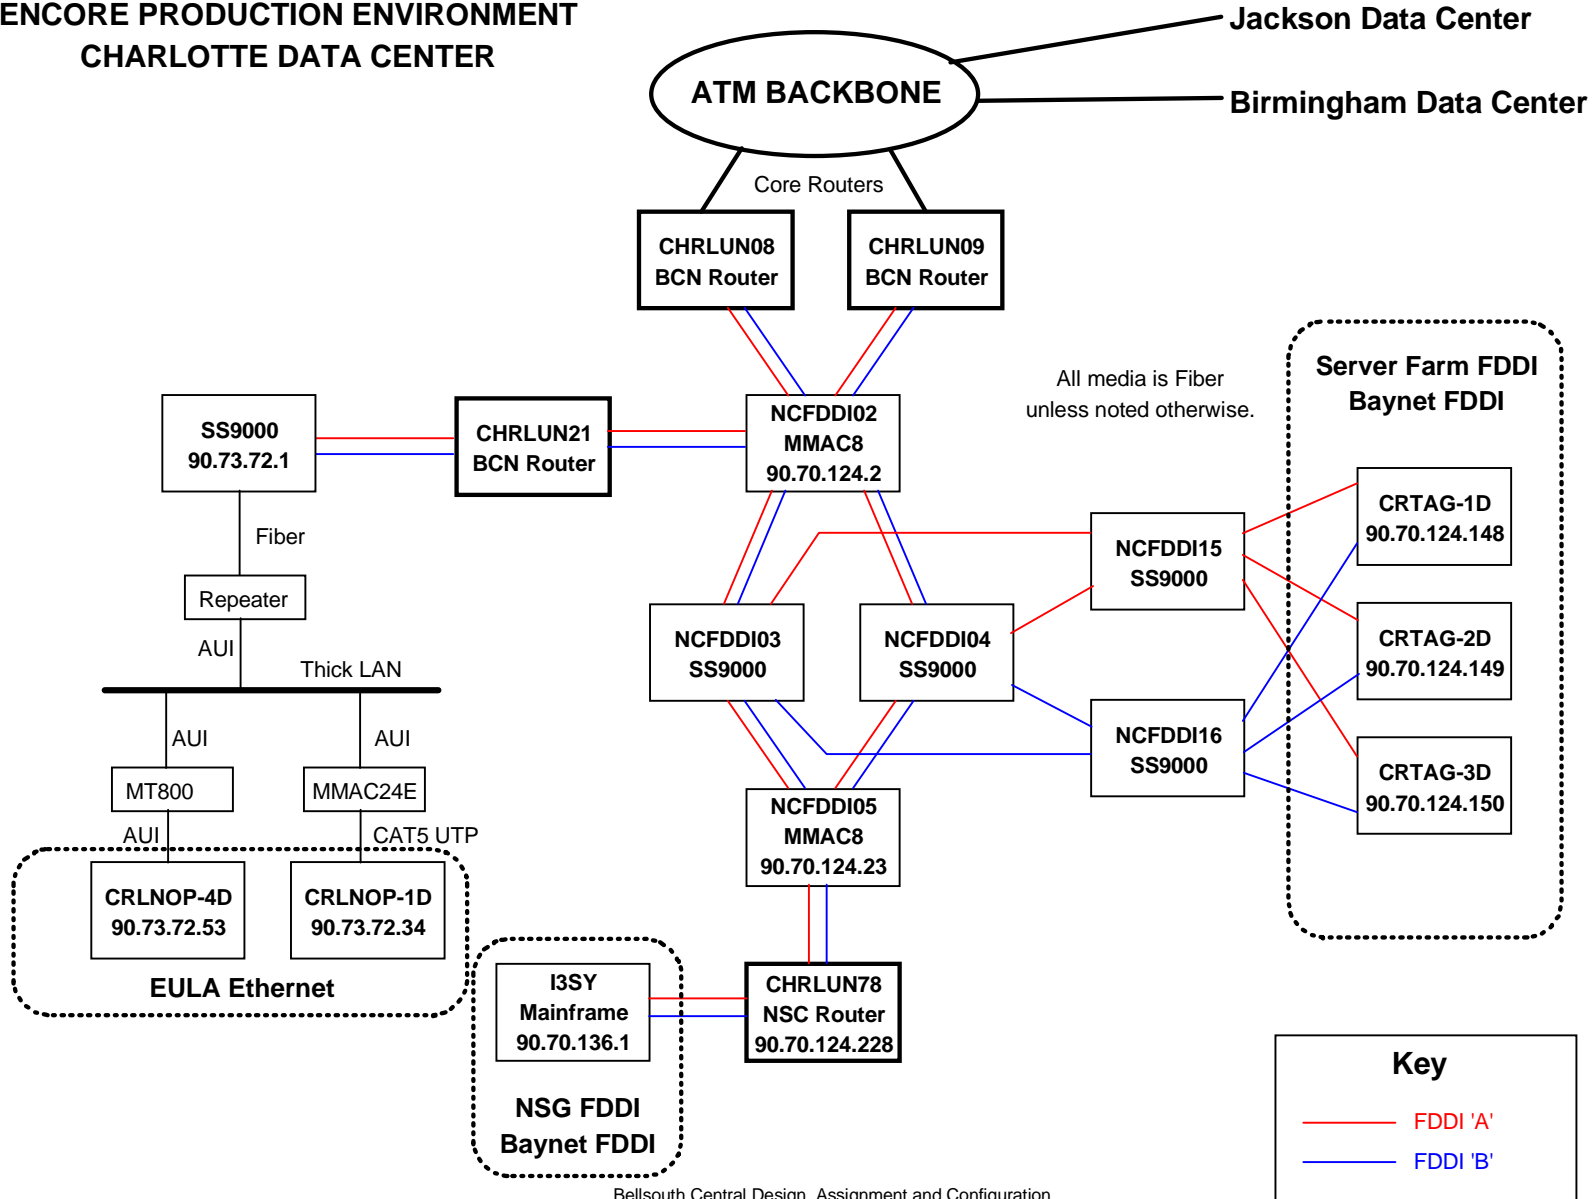 ENCORE PRODUCTION ENVIRONMENT
CHARLOTTE DATA CENTER
Jackson Data Center
ATM BACKBONE
Birmingham Data Center
Core Routers
CHRLUN08
BCN Router
CHRLUN09
BCN Router
All media is Fiber
unless noted otherwise.
Server Farm FDDI
Baynet FDDI
SS9000
90.73.72.1
CHRLUN21
BCN Router
NCFDDI02
MMAC8
90.70.124.2
Fiber
Repeater
AUI
Thick LAN
NCFDDI15
SS9000
CRTAG-1D
90.70.124.148
NCFDDI03
SS9000
NCFDDI04
SS9000
CRTAG-2D
90.70.124.149
NCFDDI16
SS9000
CRTAG-3D
90.70.124.150
AUI
AUI
MT800
MMAC24E
AUI
CAT5 UTP
NCFDDI05
MMAC8
90.70.124.23
CRLNOP-4D
90.73.72.53
CRLNOP-1D
90.73.72.34
EULA Ethernet
I3SY
Mainframe
90.70.136.1
CHRLUN78
NSC Router
90.70.124.228
NSG FDDI
Baynet FDDI
Key
FDDI 'A'
FDDI 'B'
Bellsouth Central Design, Assignment and Configuration